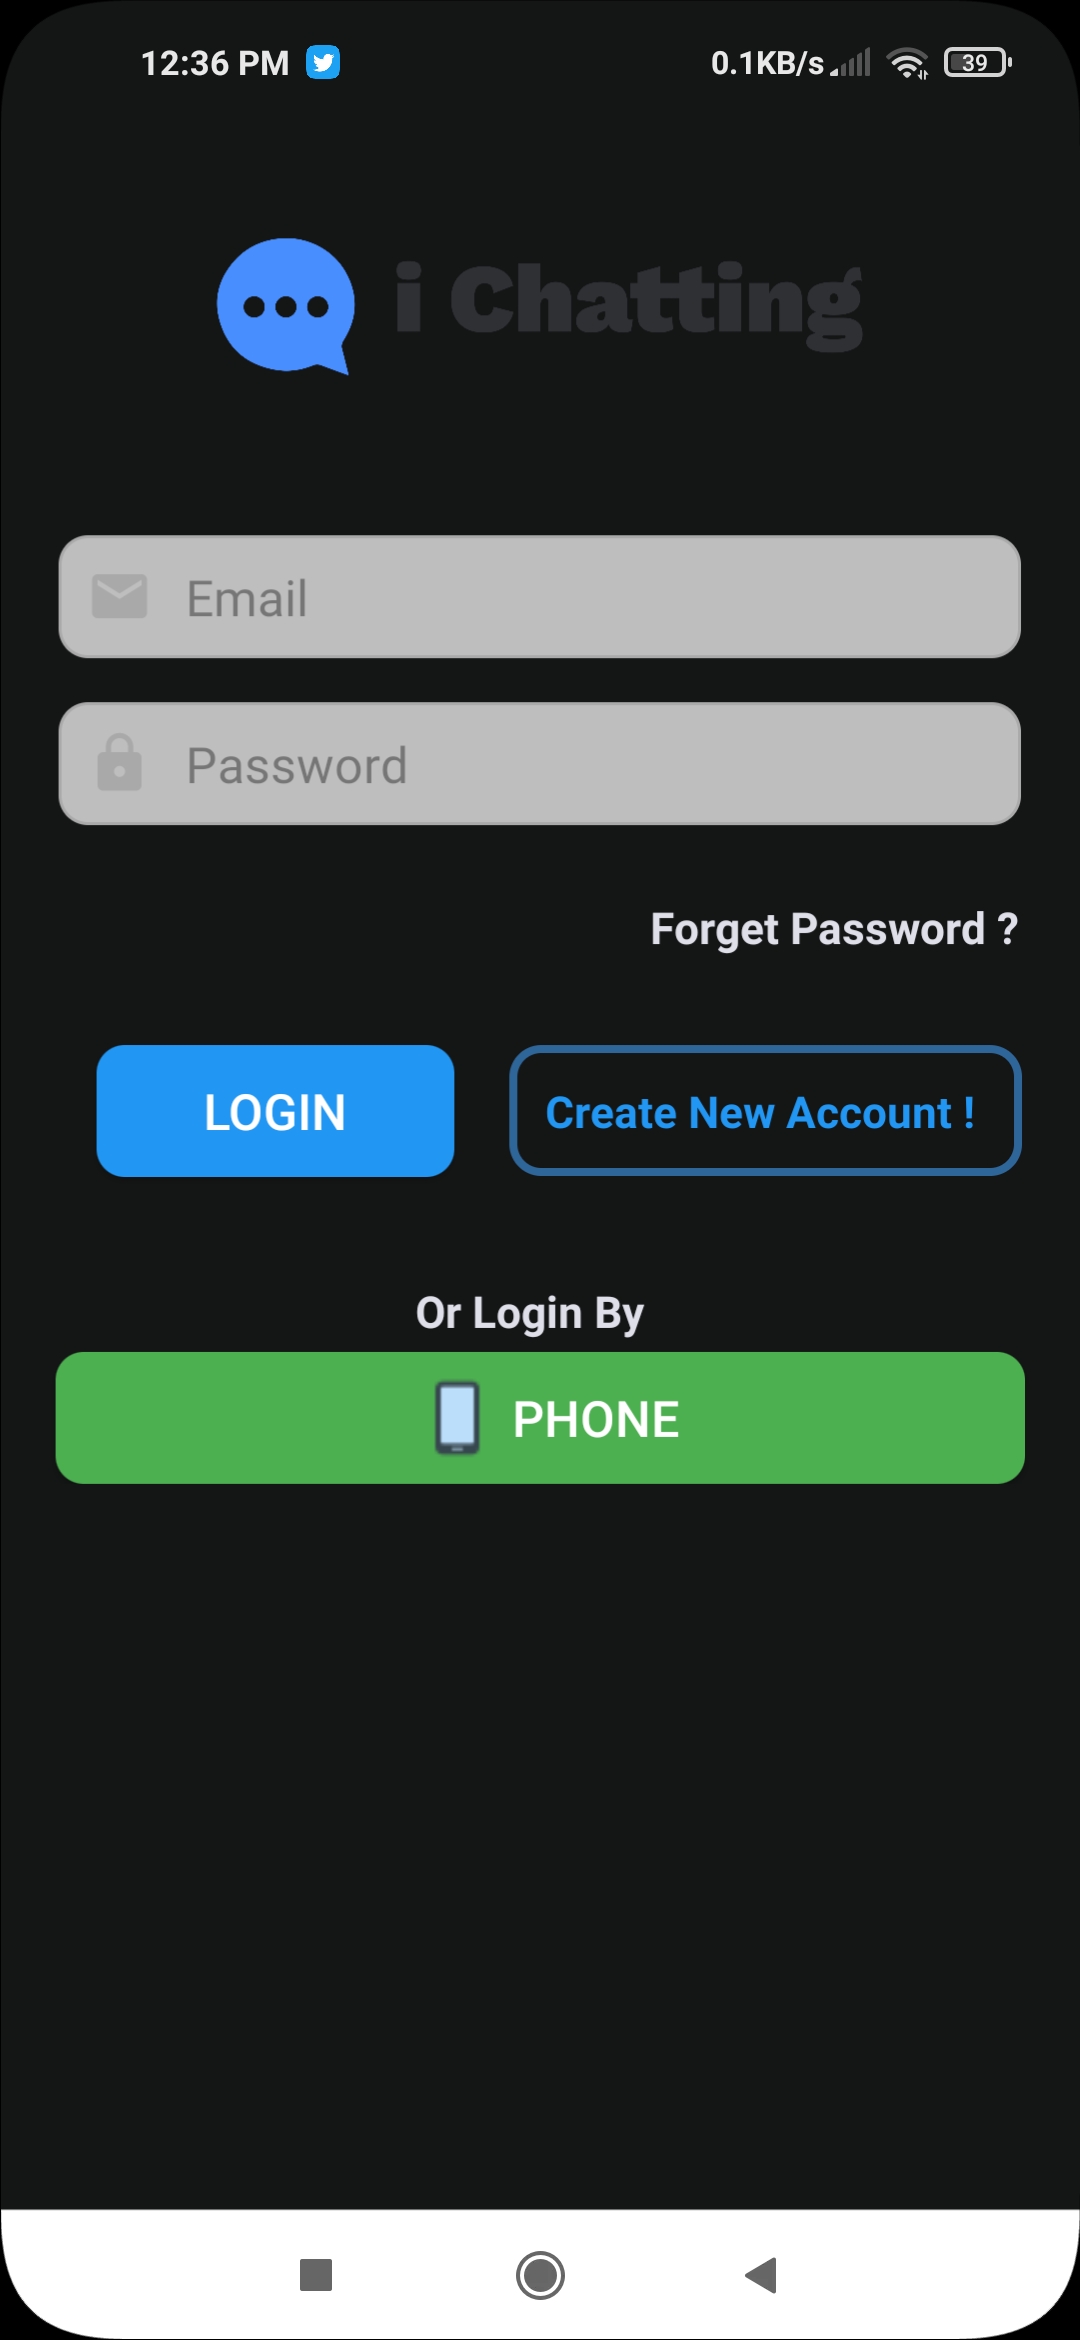 12:36 PM 0.1KB/s 39
i Chatting
Email
Password
Forget Password ?
LOGIN Create New Account !
Or Login By
PHONE